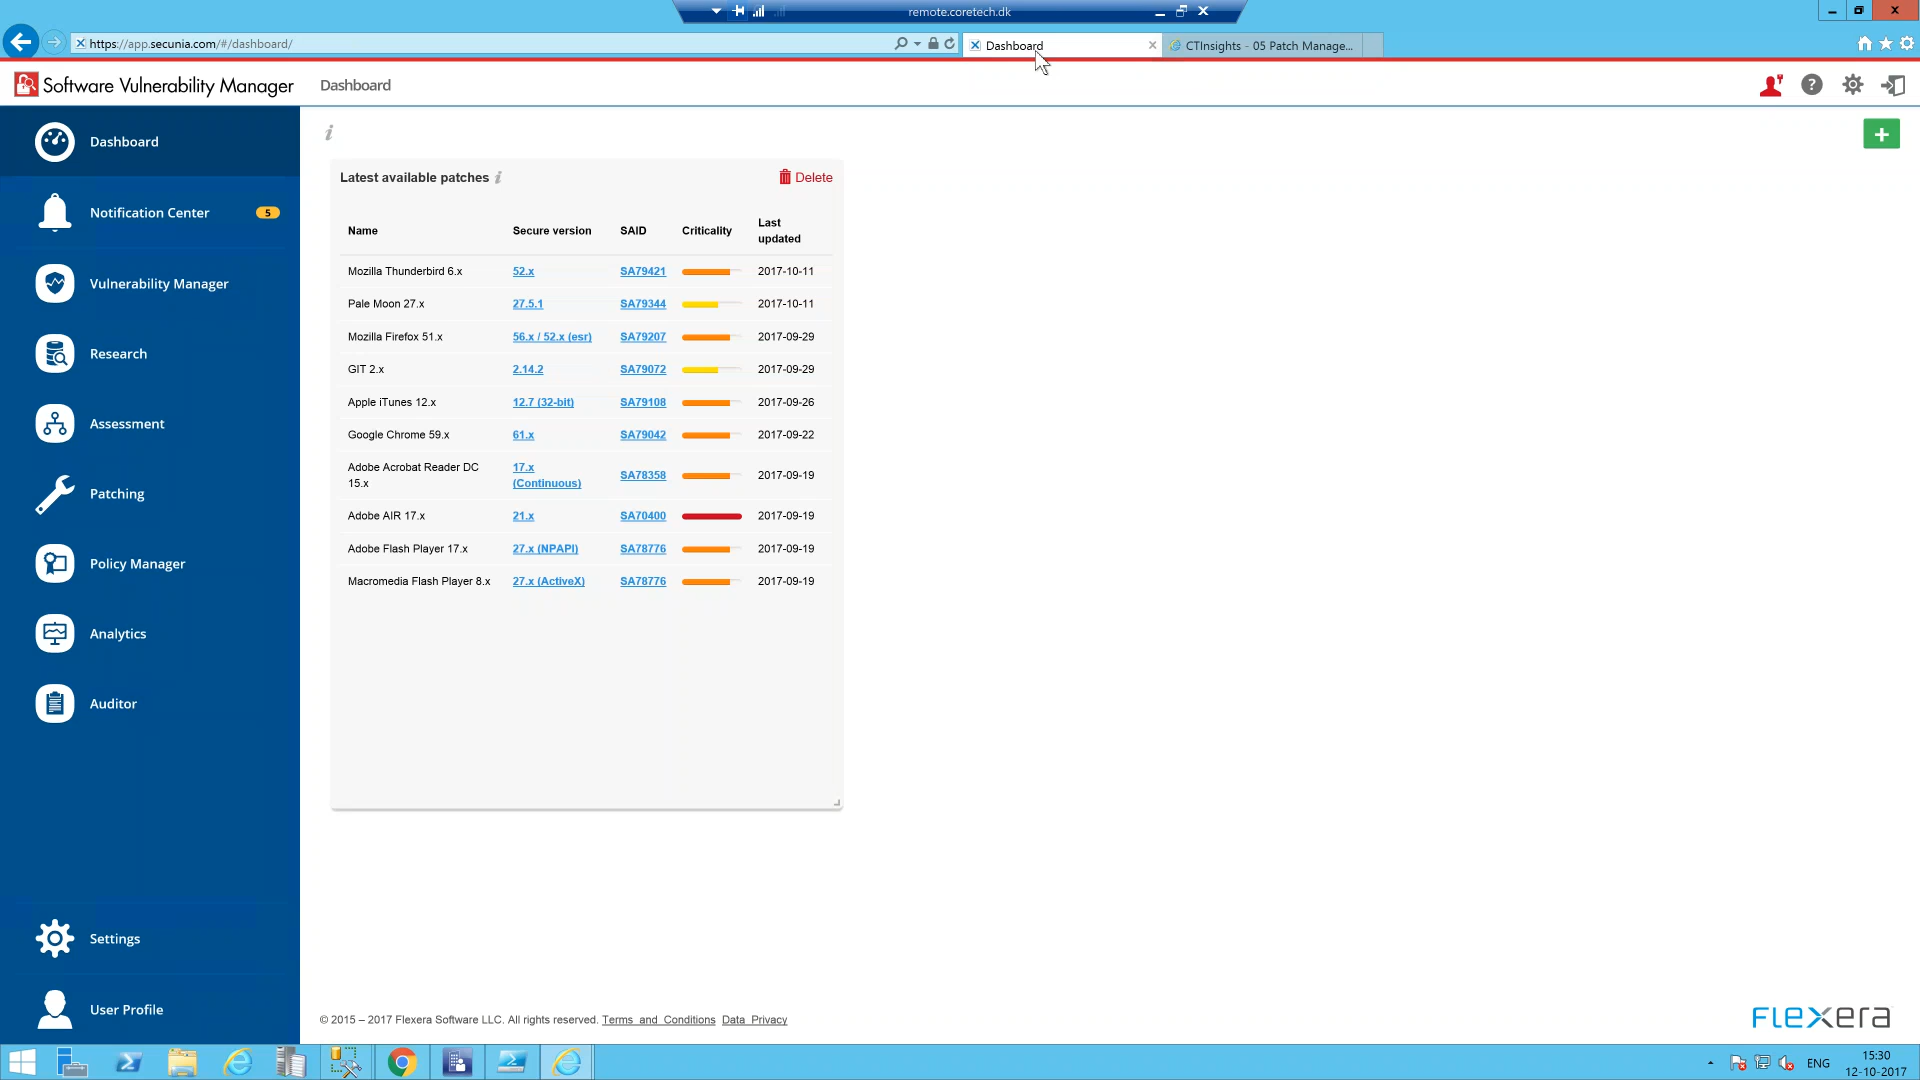 remote.coretech.dk
https://app.secunia.com/#/dashboard/
Dashboard
CTInsights - 05 Patch Manage...
Software Vulnerability Manager
Dashboard
Dashboard
Notification Center 5
Vulnerability Manager
Research
Assessment
Patching
Policy Manager
Analytics
Auditor
Settings
User Profile
Latest available patches
Delete
Name Secure version SAID Criticality Last updated
Mozilla Thunderbird 6.x 52.x SA79421 2017-10-11
Pale Moon 27.x 27.5.1 SA79344 2017-10-11
Mozilla Firefox 51.x 56.x / 52.x (esr) SA79207 2017-09-29
GIT 2.x 2.14.2 SA79072 2017-09-29
Apple iTunes 12.x 12.7 (32-bit) SA79108 2017-09-26
Google Chrome 59.x 61.x SA79042 2017-09-22
Adobe Acrobat Reader DC 15.x 17.x (Continuous) SA78358 2017-09-19
Adobe AIR 17.x 21.x SA70400 2017-09-19
Adobe Flash Player 17.x 27.x (NPAPI) SA78776 2017-09-19
Macromedia Flash Player 8.x 27.x (ActiveX) SA78776 2017-09-19
© 2015 – 2017 Flexera Software LLC. All rights reserved. Terms and Conditions Data Privacy
FLEXERA
ENG
15:30
12-10-2017